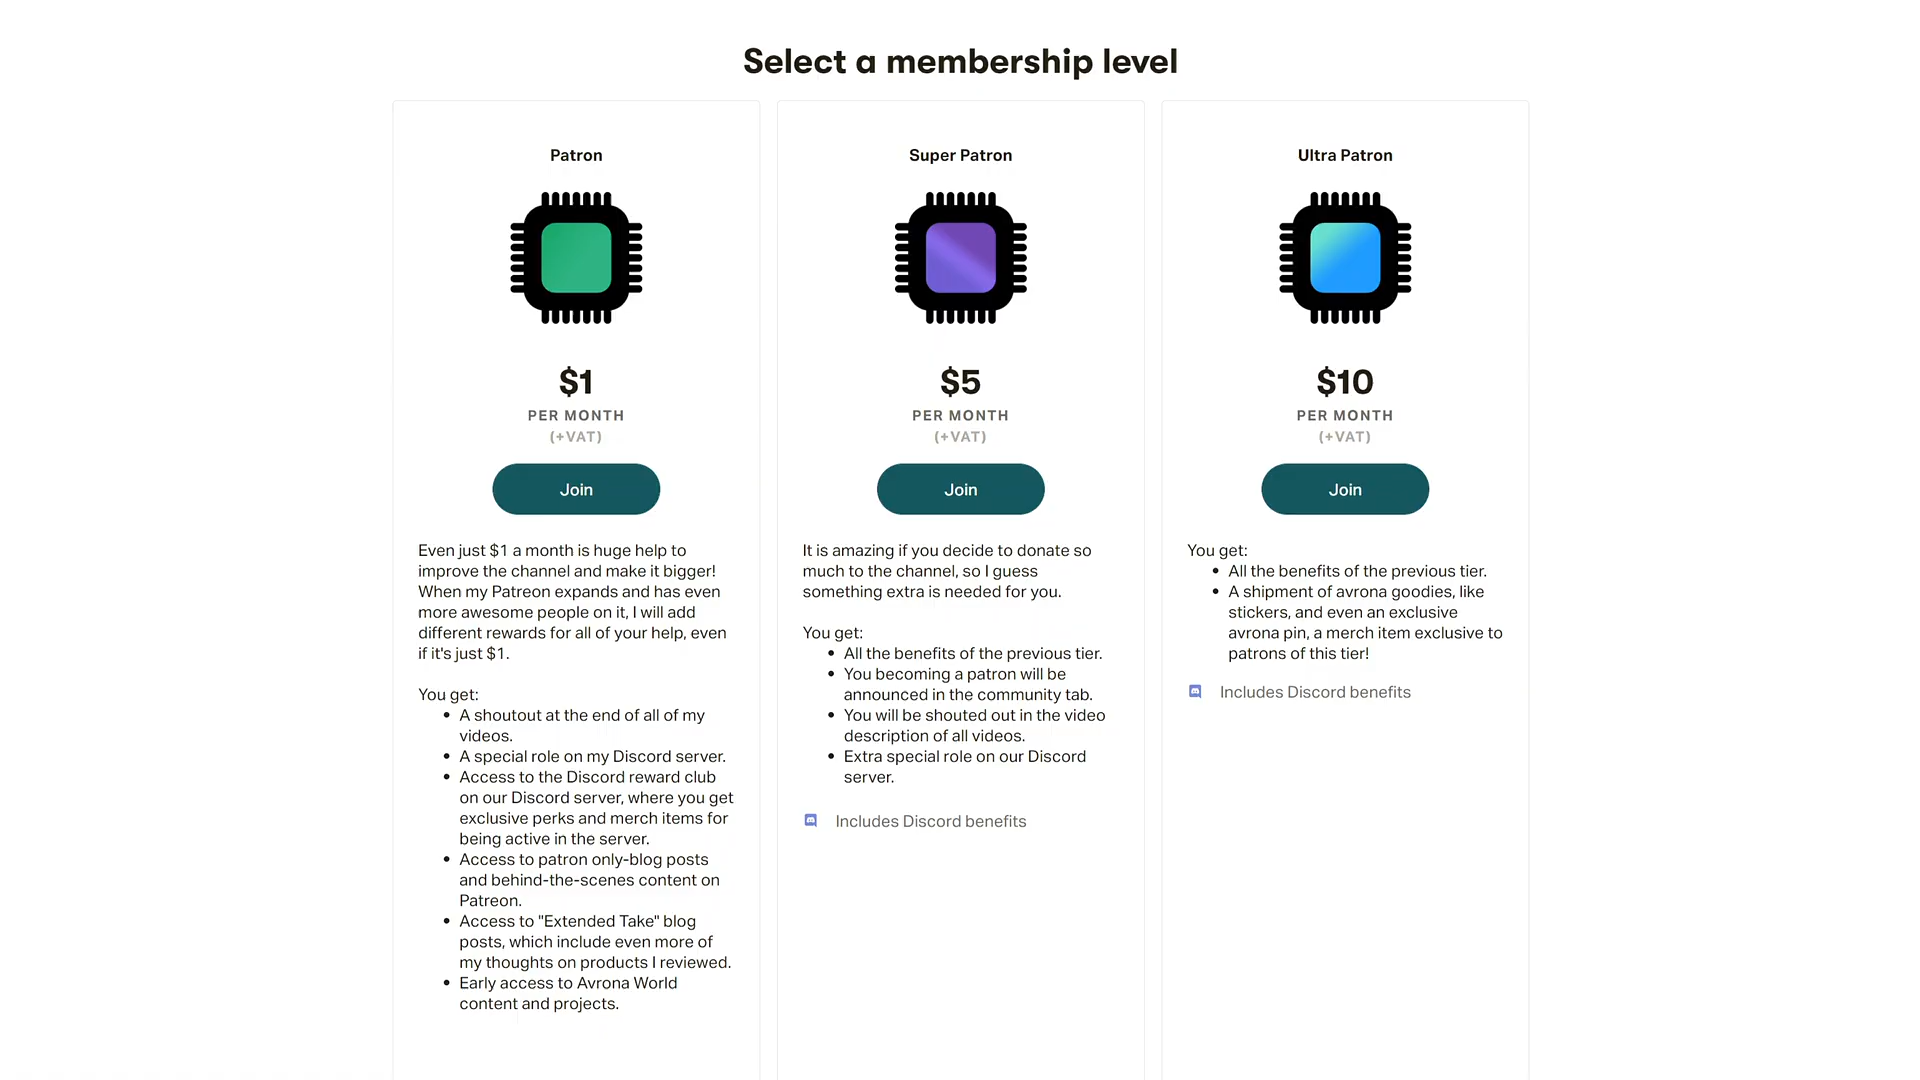 Select a membership level
Patron
$1
PER MONTH
(+VAT)
Join
Even just $1 a month is huge help to
improve the channel and make it bigger!
When my Patreon expands and has even
more awesome people on it, I will add
different rewards for all of your help, even
if it's just $1.
You get:
• A shoutout at the end of all of my
videos.
• A special role on my Discord server.
• Access to the Discord reward club
on our Discord server, where you get
exclusive perks and merch items for
being active in the server.
• Access to patron only-blog posts
and behind-the-scenes content on
Patreon.
• Access to "Extended Take" blog
posts, which include even more of
my thoughts on products I reviewed.
• Early access to Avrona World
content and projects.
Super Patron
$5
PER MONTH
(+VAT)
Join
It is amazing if you decide to donate so
much to the channel, so I guess
something extra is needed for you.
You get:
• All the benefits of the previous tier.
• You becoming a patron will be
announced in the community tab.
• You will be shouted out in the video
description of all videos.
• Extra special role on our Discord
server.
Includes Discord benefits
Ultra Patron
$10
PER MONTH
(+VAT)
Join
You get:
• All the benefits of the previous tier.
• A shipment of avrona goodies, like
stickers, and even an exclusive
avrona pin, a merch item exclusive to
patrons of this tier!
Includes Discord benefits